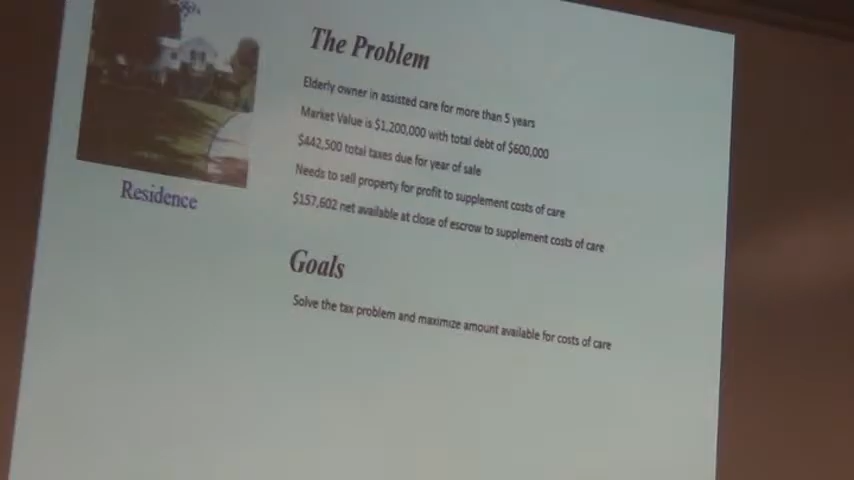 The Problem
Elderly owner in assisted care for more than 5 years
Market Value is $1,200,000 with total debt of $600,000
$442,500 total taxes due for year of sale
Needs to sell property for profit to supplement costs of care
$157,602 net available at close of escrow to supplement costs of care
Residence
Goals
Solve the tax problem and maximize amount available for costs of care